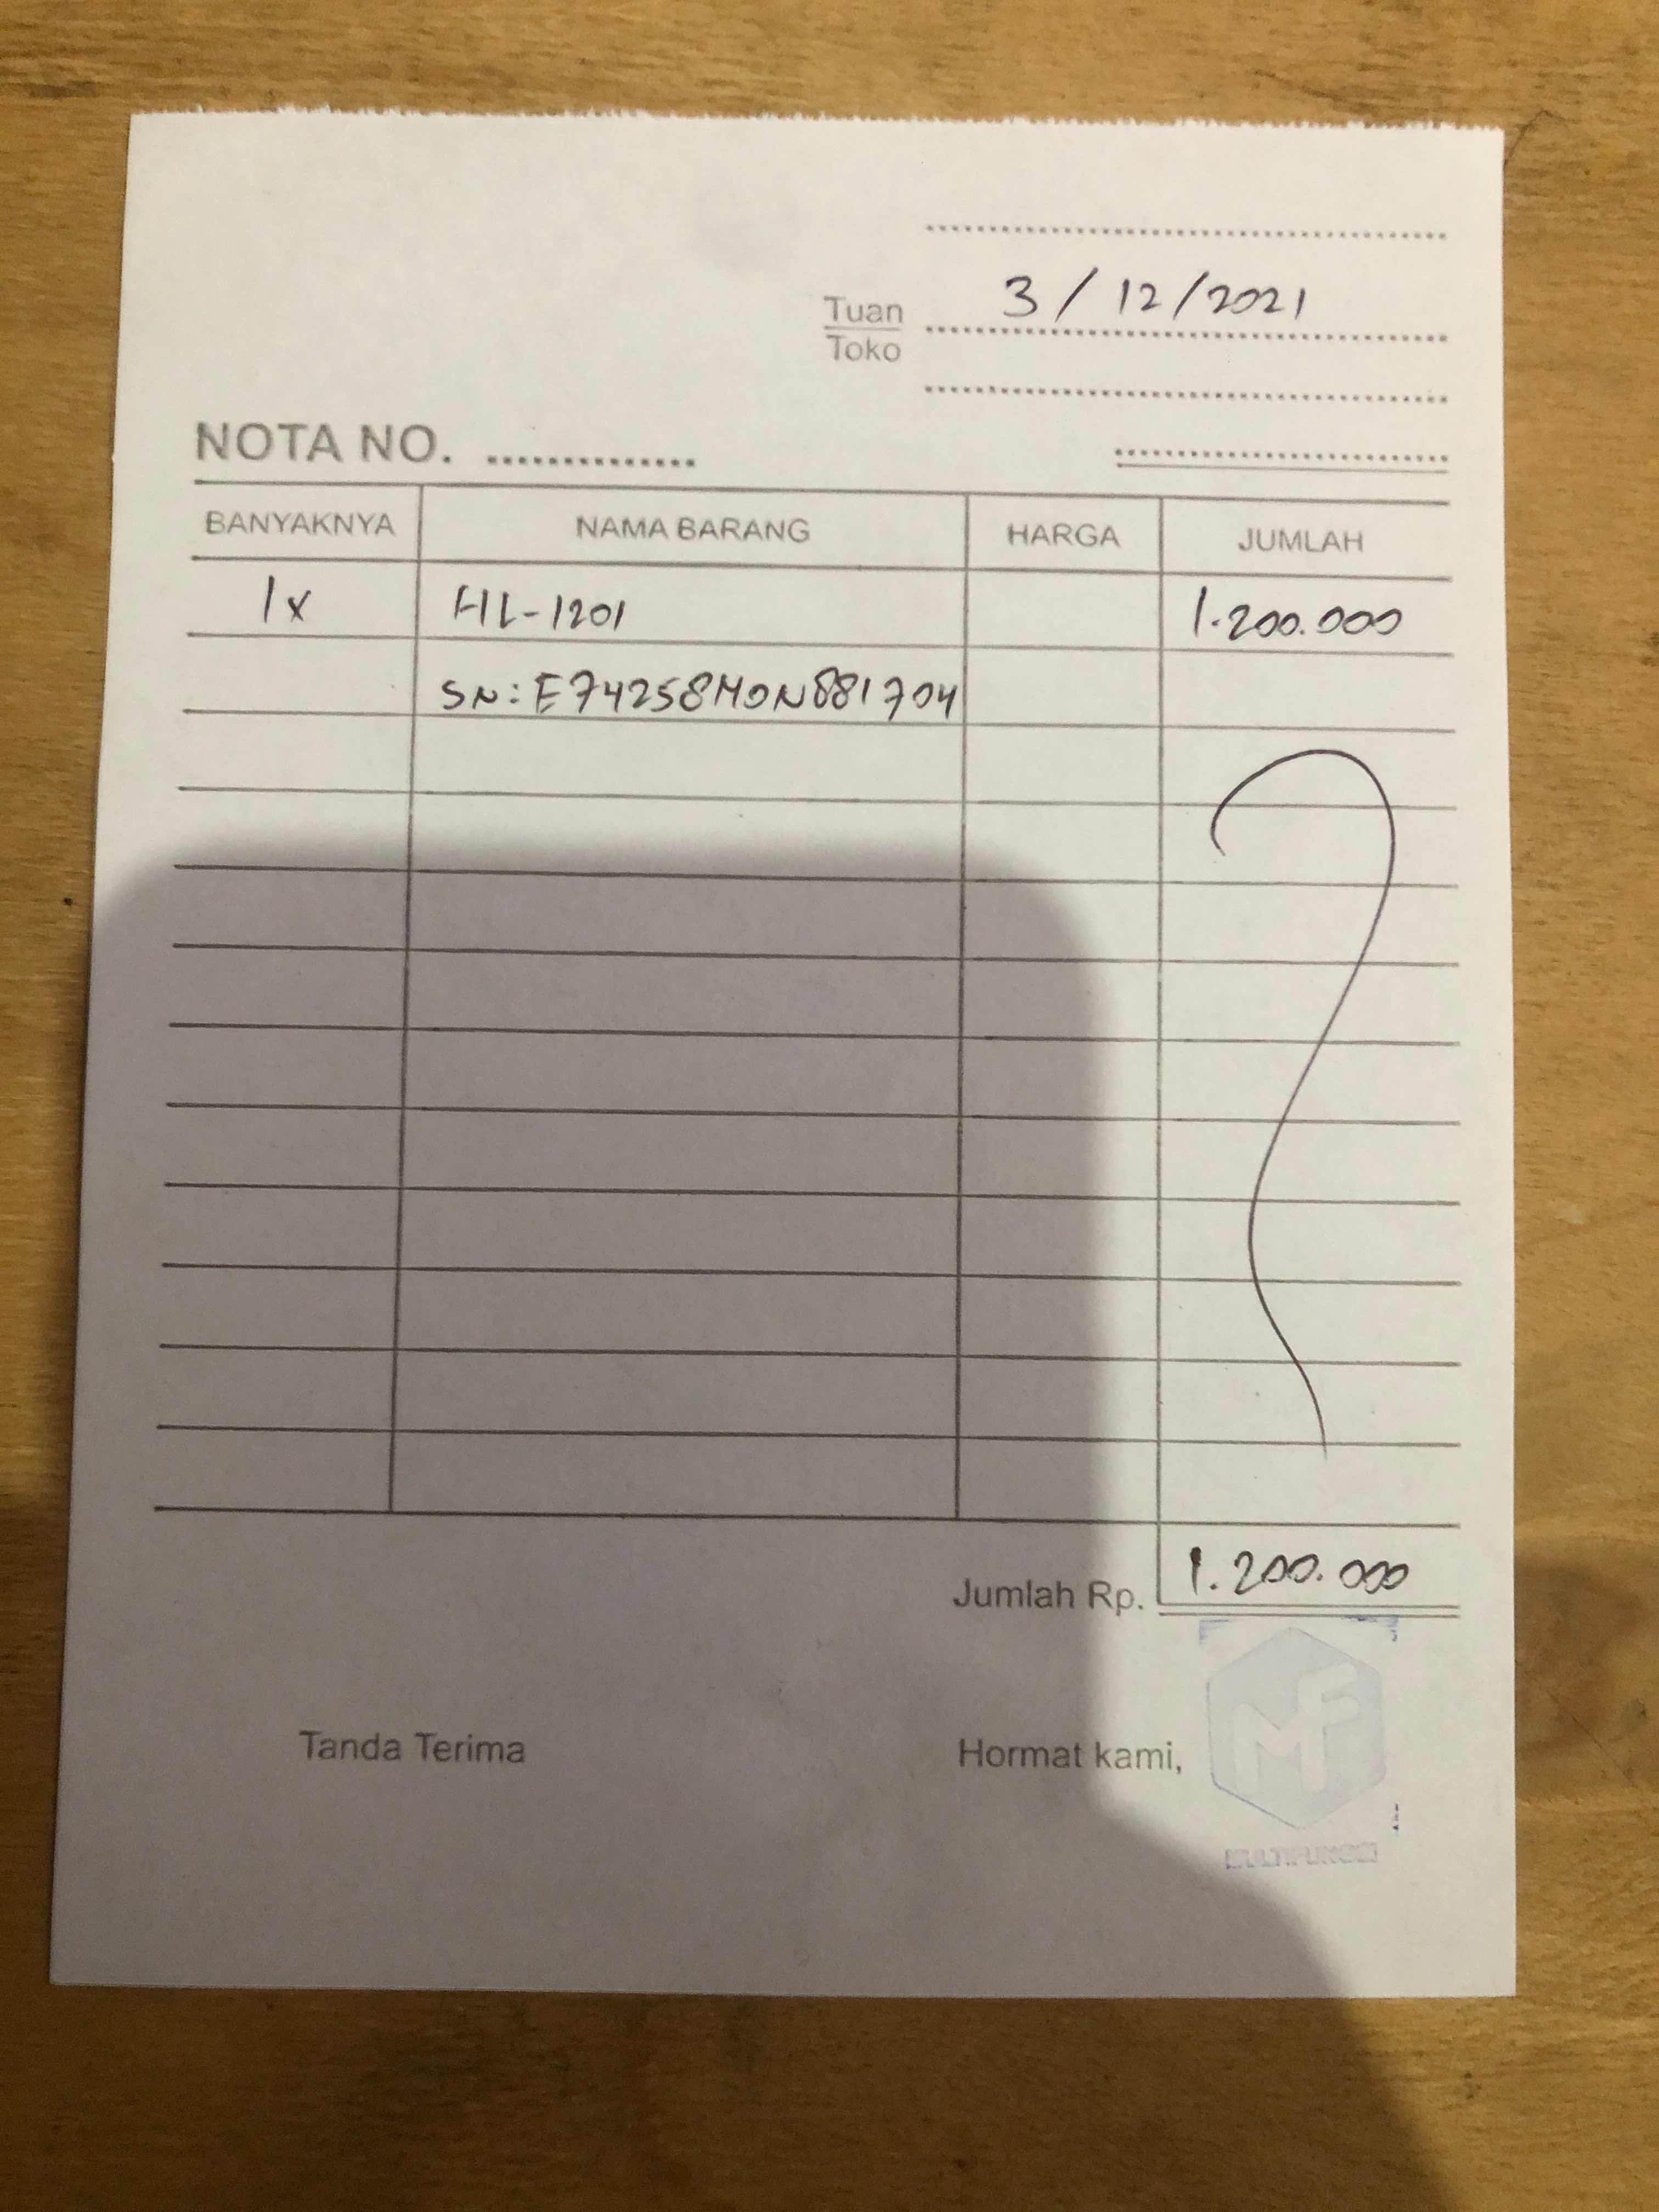 3/12/2021
Tuan
Toko
NOTA NO. ..............
BANYAKNYA NAMA BARANG HARGA JUMLAH
1x HL-1201 1.200.000
SN: E74258M0N881704
Jumlah Rp. 1.200.000
Tanda Terima Hormat kami,
MF